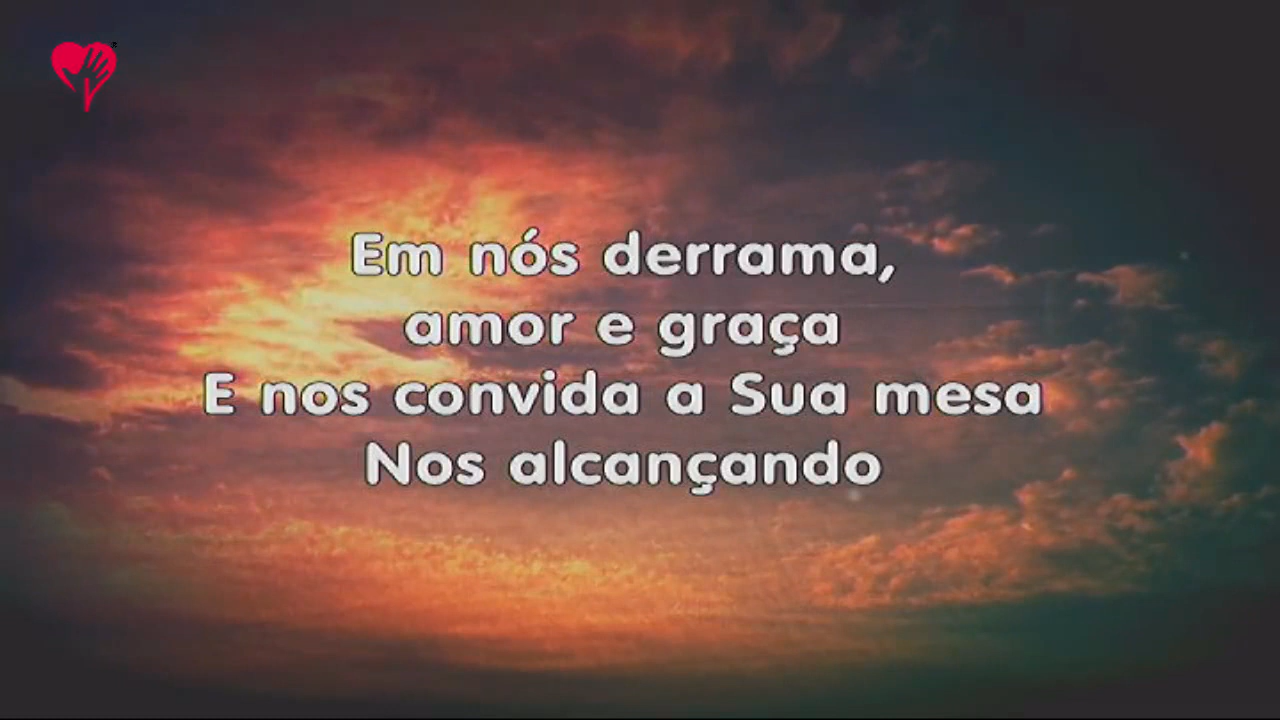 Em nós derrama,
amor e graça
E nos convida a Sua mesa
Nos alcançando